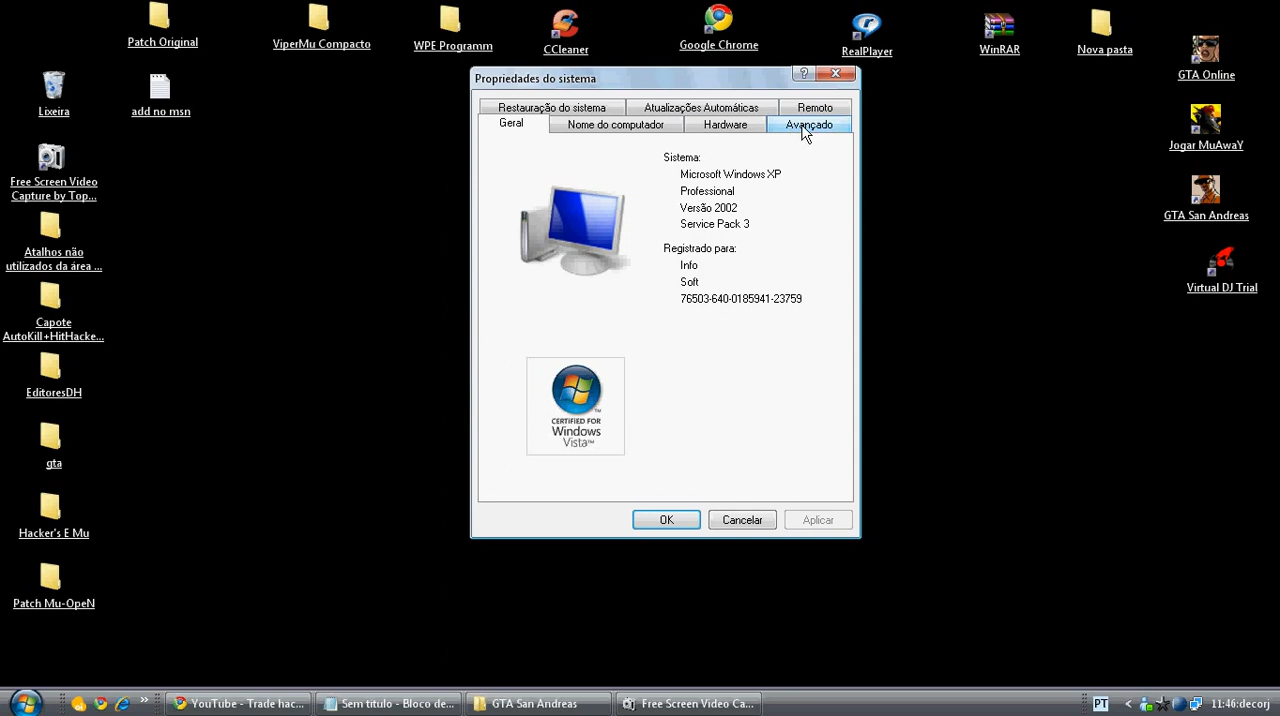 Patch Original
ViperMu Compacto
WPE Programm
CCleaner
Google Chrome
RealPlayer
WinRAR
Nova pasta
GTA Online
Lixeira
add no msn
Jogar MuAwaY
Free Screen Video
Capture by Top...
GTA San Andreas
Atalhos não
utilizados da área ...
Virtual DJ Trial
Capote
AutoKill+HitHacke...
EditoresDH
gta
Hacker's E Mu
Patch Mu-OpeN
Propriedades do sistema
?
Restauração do sistema
Atualizações Automáticas
Remoto
Geral
Nome do computador
Hardware
Avançado
Sistema:
Microsoft Windows XP
Professional
Versão 2002
Service Pack 3
Registrado para:
Info
Soft
76503-640-0185941-23759
CERTIFIED FOR
Windows
Vista™
OK
Cancelar
Aplicar
YouTube - Trade hac...
Sem título - Bloco de...
GTA San Andreas
Free Screen Video Ca...
PT
11:46:decorj